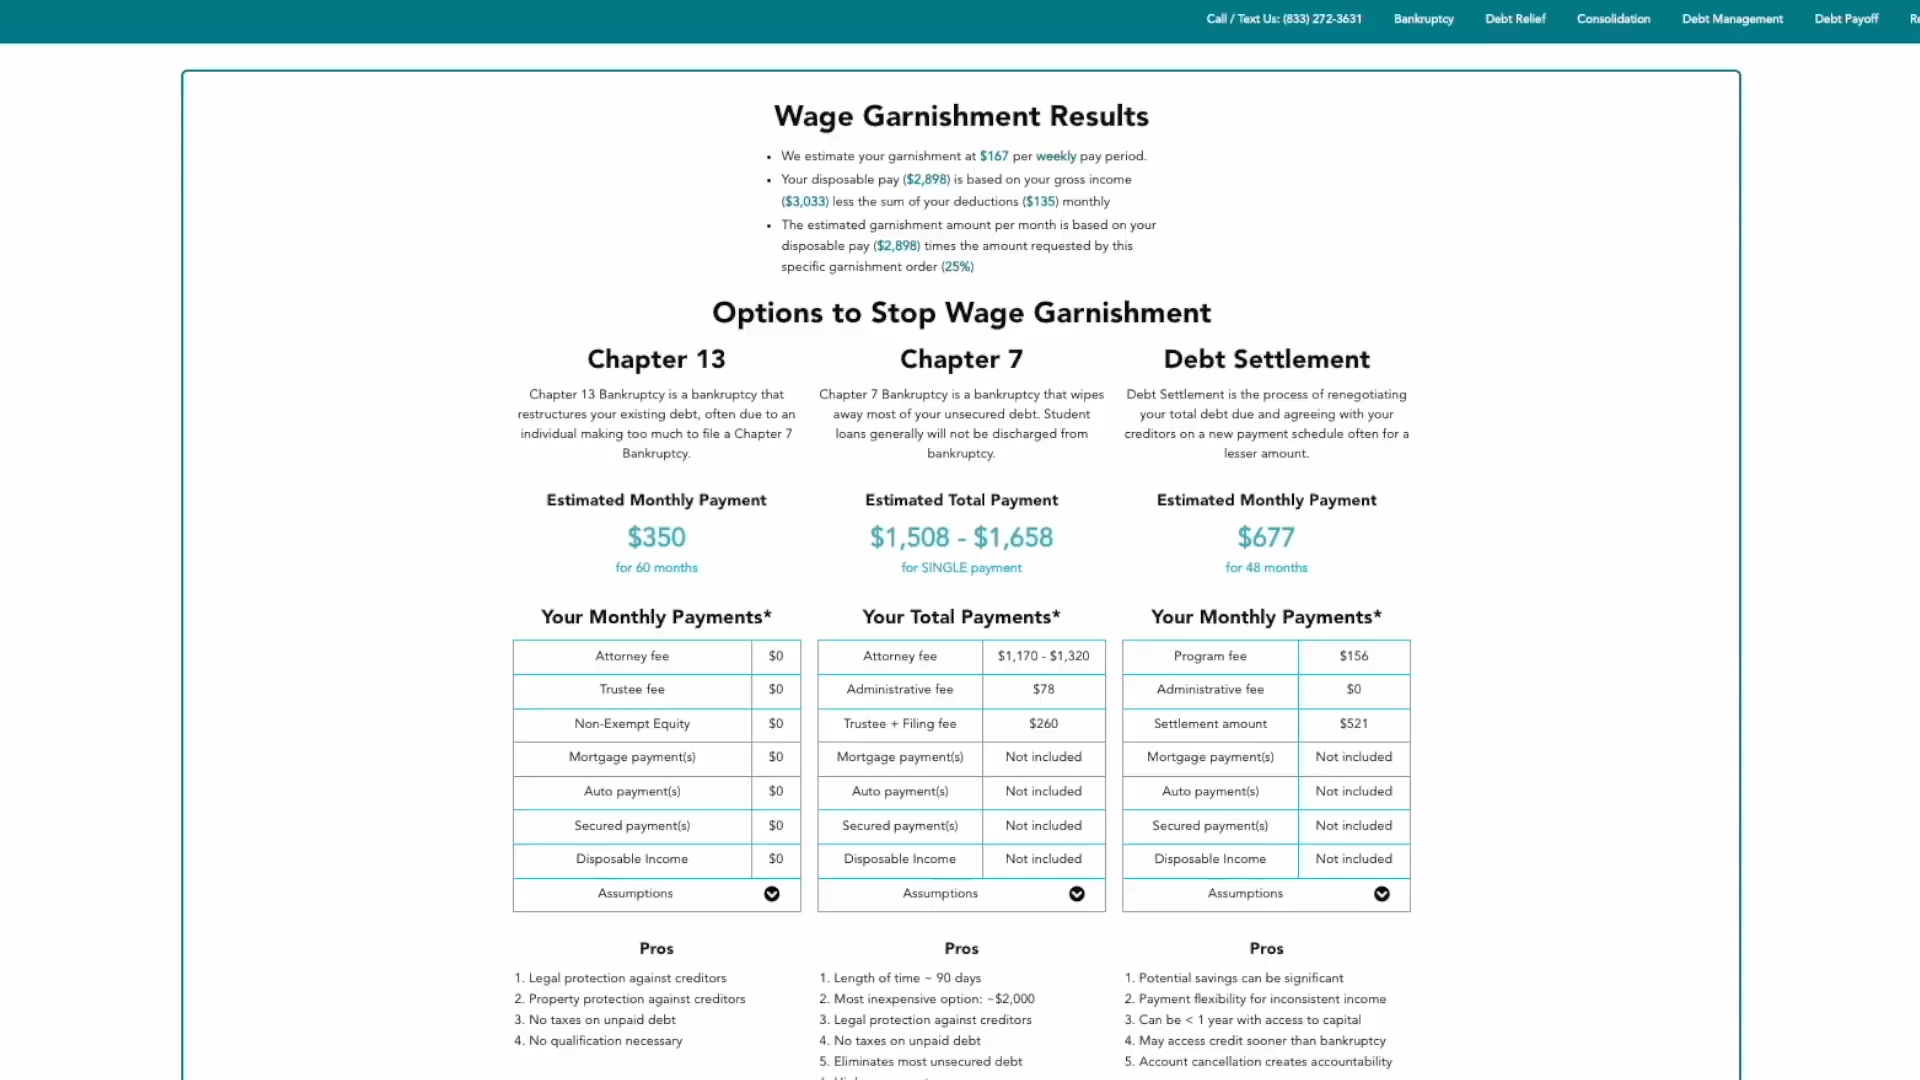 Call / Text Us: (833) 272-3631 Bankruptcy Debt Relief Consolidation Debt Management Debt Payoff
Wage Garnishment Results
• We estimate your garnishment at $167 per weekly pay period.
• Your disposable pay ($2,898) is based on your gross income
($3,033) less the sum of your deductions ($135) monthly
• The estimated garnishment amount per month is based on your
disposable pay ($2,898) times the amount requested by this
specific garnishment order (25%)
Options to Stop Wage Garnishment
Chapter 13
Chapter 13 Bankruptcy is a bankruptcy that
restructures your existing debt, often due to an
individual making too much to file a Chapter 7
Bankruptcy.
Estimated Monthly Payment
$350
for 60 months
Your Monthly Payments*
Attorney fee $0
Trustee fee $0
Non-Exempt Equity $0
Mortgage payment(s) $0
Auto payment(s) $0
Secured payment(s) $0
Disposable Income $0
Assumptions
Pros
1. Legal protection against creditors
2. Property protection against creditors
3. No taxes on unpaid debt
4. No qualification necessary
Chapter 7
Chapter 7 Bankruptcy is a bankruptcy that wipes
away most of your unsecured debt. Student
loans generally will not be discharged from
bankruptcy.
Estimated Total Payment
$1,508 - $1,658
for SINGLE payment
Your Total Payments*
Attorney fee $1,170 - $1,320
Administrative fee $78
Trustee + Filing fee $260
Mortgage payment(s) Not included
Auto payment(s) Not included
Secured payment(s) Not included
Disposable Income Not included
Assumptions
Pros
1. Length of time ~ 90 days
2. Most inexpensive option: ~$2,000
3. Legal protection against creditors
4. No taxes on unpaid debt
5. Eliminates most unsecured debt
Debt Settlement
Debt Settlement is the process of renegotiating
your total debt due and agreeing with your
creditors on a new payment schedule often for a
lesser amount.
Estimated Monthly Payment
$677
for 48 months
Your Monthly Payments*
Program fee $156
Administrative fee $0
Settlement amount $521
Mortgage payment(s) Not included
Auto payment(s) Not included
Secured payment(s) Not included
Disposable Income Not included
Assumptions
Pros
1. Potential savings can be significant
2. Payment flexibility for inconsistent income
3. Can be < 1 year with access to capital
4. May access credit sooner than bankruptcy
5. Account cancellation creates accountability